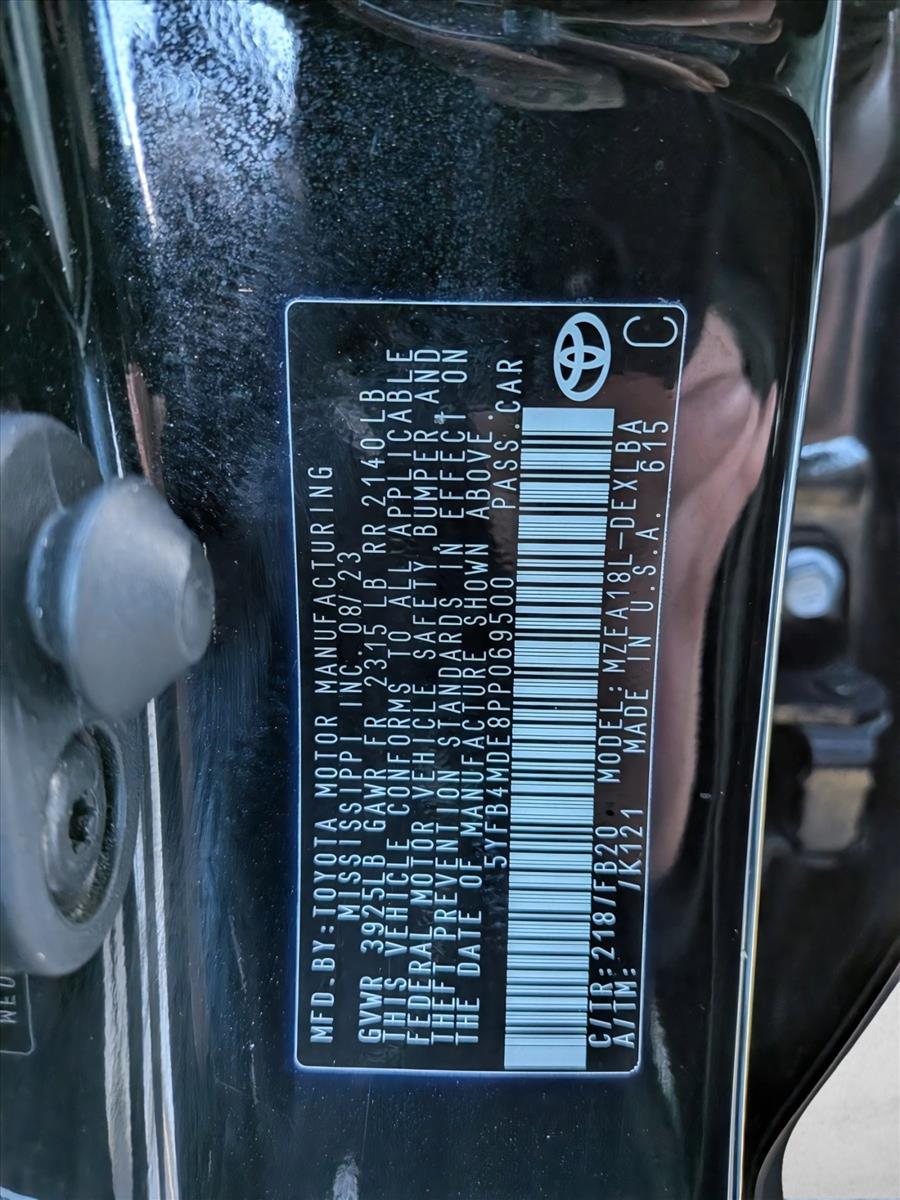 MFD.BY:TOYOTA MOTOR MANUFACTURING
MISSISSIPPI INC. 08/23
GVWR 3925LB GAWR FR 2315 LB RR 2140LB
THIS VEHICLE CONFORMS TO ALL APPLICABLE
FEDERAL MOTOR VEHICLE SAFETY, BUMPER, AND
THEFT PREVENTION STANDARDS IN EFFECT ON
THE DATE OF MANUFACTURE SHOWN ABOVE.
5YFB4MDE8PP069500 PASS.CAR
C/TR:218/FB20 MODEL:MZEA18L-DEXLBA
A/TM: /K121 MADE IN U.S.A. 615
C